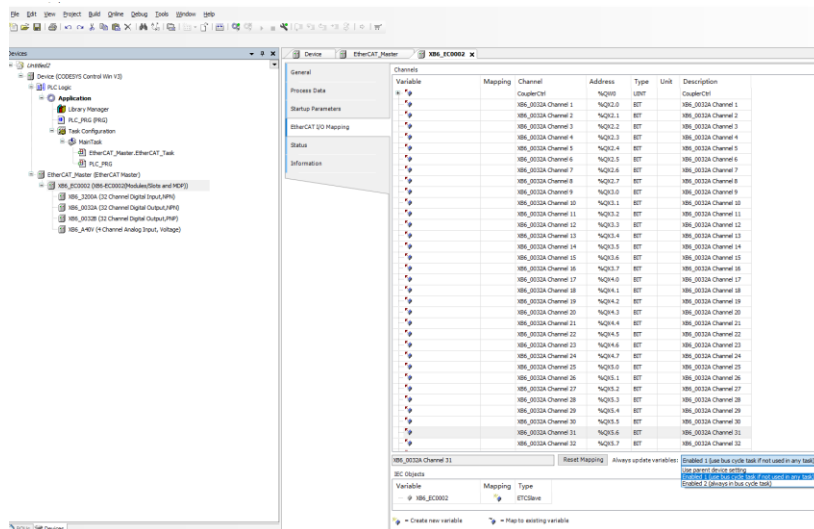 File Edit View Project Build Online Debug Tools Window Help
Devices
Device EtherCAT_Master XB6_EC0002
Untitled2
Device (CODESYS Control Win V3)
PLC Logic
Application
Library Manager
PLC_PRG (PRG)
Task Configuration
MainTask
EtherCAT_Master.EtherCAT_Task
PLC_PRG
EtherCAT_Master (EtherCAT Master)
XB6_EC0002 (XB6-EC0002(Modules/Slots and MDP))
XB6_3200A (32 Channel Digital Input,NPN)
XB6_0032A (32 Channel Digital Output,NPN)
XB6_0032B (32 Channel Digital Output,PNP)
XB6_A40V (4 Channel Analog Input, Voltage)
General
Process Data
Startup Parameters
EtherCAT I/O Mapping
Status
Information
Channels
Variable Mapping Channel Address Type Unit Description
CouplerCtrl %QW0 UINT CouplerCtrl
XB6_0032A Channel 1 %QX2.0 BIT XB6_0032A Channel 1
XB6_0032A Channel 2 %QX2.1 BIT XB6_0032A Channel 2
XB6_0032A Channel 3 %QX2.2 BIT XB6_0032A Channel 3
XB6_0032A Channel 4 %QX2.3 BIT XB6_0032A Channel 4
XB6_0032A Channel 5 %QX2.4 BIT XB6_0032A Channel 5
XB6_0032A Channel 6 %QX2.5 BIT XB6_0032A Channel 6
XB6_0032A Channel 7 %QX2.6 BIT XB6_0032A Channel 7
XB6_0032A Channel 8 %QX2.7 BIT XB6_0032A Channel 8
XB6_0032A Channel 9 %QX3.0 BIT XB6_0032A Channel 9
XB6_0032A Channel 10 %QX3.1 BIT XB6_0032A Channel 10
XB6_0032A Channel 11 %QX3.2 BIT XB6_0032A Channel 11
XB6_0032A Channel 12 %QX3.3 BIT XB6_0032A Channel 12
XB6_0032A Channel 13 %QX3.4 BIT XB6_0032A Channel 13
XB6_0032A Channel 14 %QX3.5 BIT XB6_0032A Channel 14
XB6_0032A Channel 15 %QX3.6 BIT XB6_0032A Channel 15
XB6_0032A Channel 16 %QX3.7 BIT XB6_0032A Channel 16
XB6_0032A Channel 17 %QX4.0 BIT XB6_0032A Channel 17
XB6_0032A Channel 18 %QX4.1 BIT XB6_0032A Channel 18
XB6_0032A Channel 19 %QX4.2 BIT XB6_0032A Channel 19
XB6_0032A Channel 20 %QX4.3 BIT XB6_0032A Channel 20
XB6_0032A Channel 21 %QX4.4 BIT XB6_0032A Channel 21
XB6_0032A Channel 22 %QX4.5 BIT XB6_0032A Channel 22
XB6_0032A Channel 23 %QX4.6 BIT XB6_0032A Channel 23
XB6_0032A Channel 24 %QX4.7 BIT XB6_0032A Channel 24
XB6_0032A Channel 25 %QX5.0 BIT XB6_0032A Channel 25
XB6_0032A Channel 26 %QX5.1 BIT XB6_0032A Channel 26
XB6_0032A Channel 27 %QX5.2 BIT XB6_0032A Channel 27
XB6_0032A Channel 28 %QX5.3 BIT XB6_0032A Channel 28
XB6_0032A Channel 29 %QX5.4 BIT XB6_0032A Channel 29
XB6_0032A Channel 30 %QX5.5 BIT XB6_0032A Channel 30
XB6_0032A Channel 31 %QX5.6 BIT XB6_0032A Channel 31
XB6_0032A Channel 32 %QX5.7 BIT XB6_0032A Channel 32
XB6_0032A Channel 31 Reset Mapping Always update variables: Enabled 1 (use bus cycle task if not used in any task)
Use parent device setting
Enabled 1 (use bus cycle task if not used in any task)
Enabled 2 (always in bus cycle task)
IEC Objects
Variable Mapping Type
XB6_EC0002 ETCSlave
= Create new variable = Map to existing variable
Devices